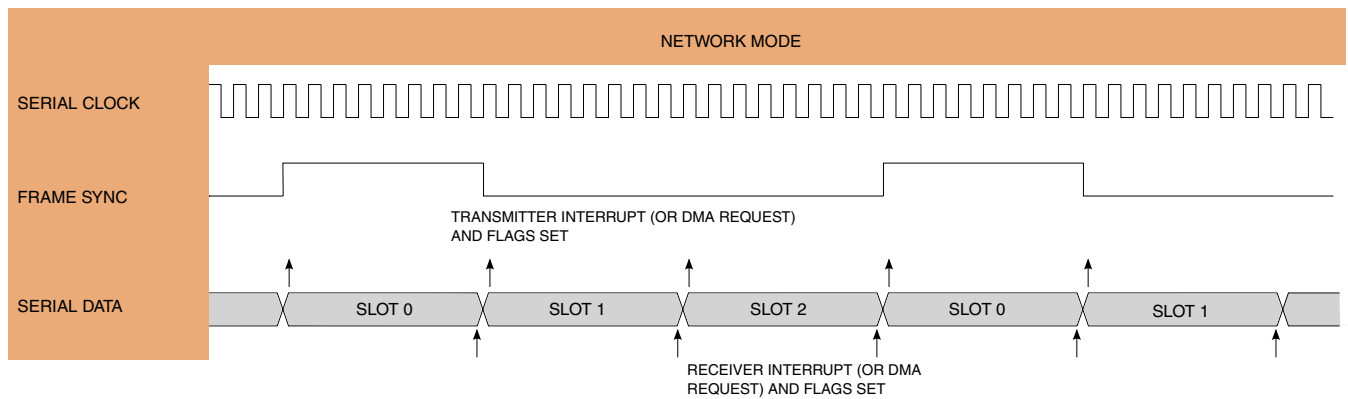 NETWORK MODE
SERIAL CLOCK
FRAME SYNC
TRANSMITTER INTERRUPT (OR DMA REQUEST)
AND FLAGS SET
SERIAL DATA
SLOT 0
SLOT 1
SLOT 2
SLOT 0
SLOT 1
RECEIVER INTERRUPT (OR DMA
REQUEST) AND FLAGS SET